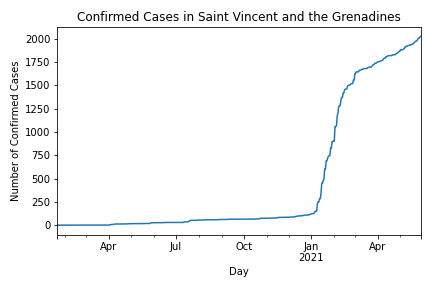 Confirmed Cases in Saint Vincent and the Grenadines
Number of Confirmed Cases
2000
1750
1500
1250
1000
750
500
250
0
Apr Jul Oct Jan Apr
2021
Day